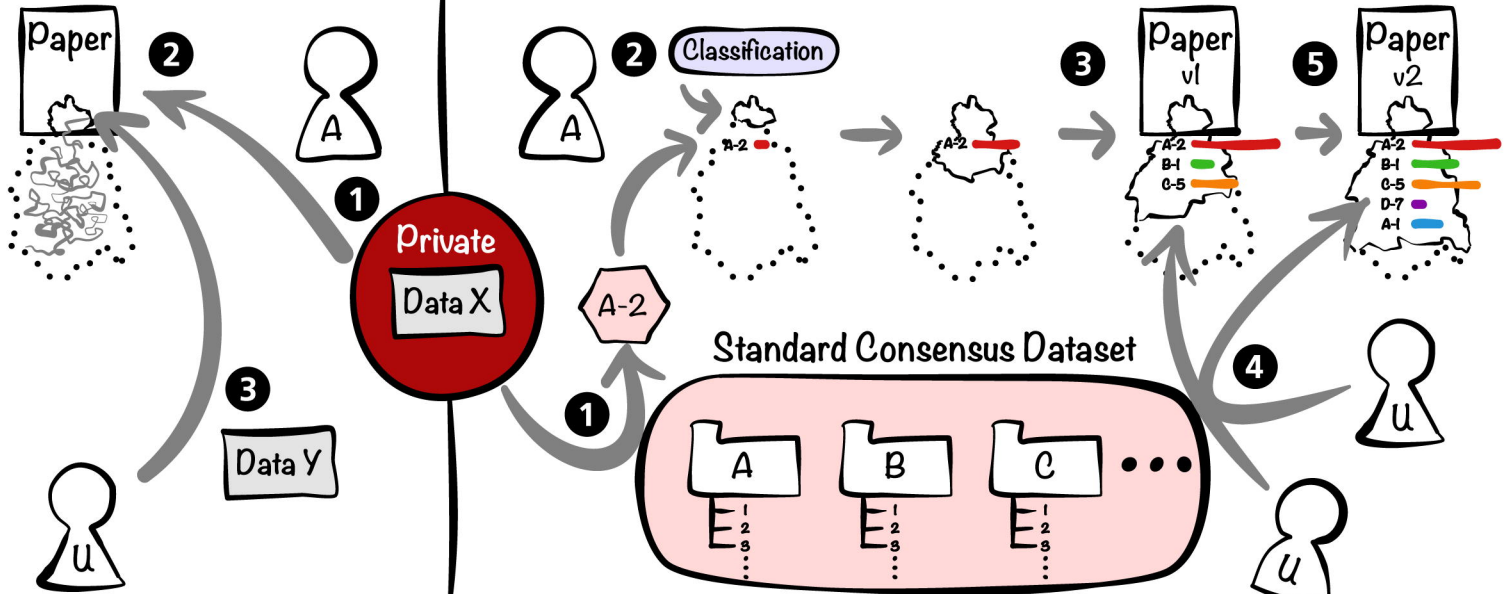 Paper
2
A
1
Private
Data X
3
Data Y
U
A
2
Classification
A-2
A-2
3
Paper
v1
A-2
B-1
C-5
5
Paper
v2
A-2
B-1
C-5
D-7
A-1
A-2
1
Standard Consensus Dataset
A
1
2
3
B
1
2
3
C
1
2
3
4
U
U